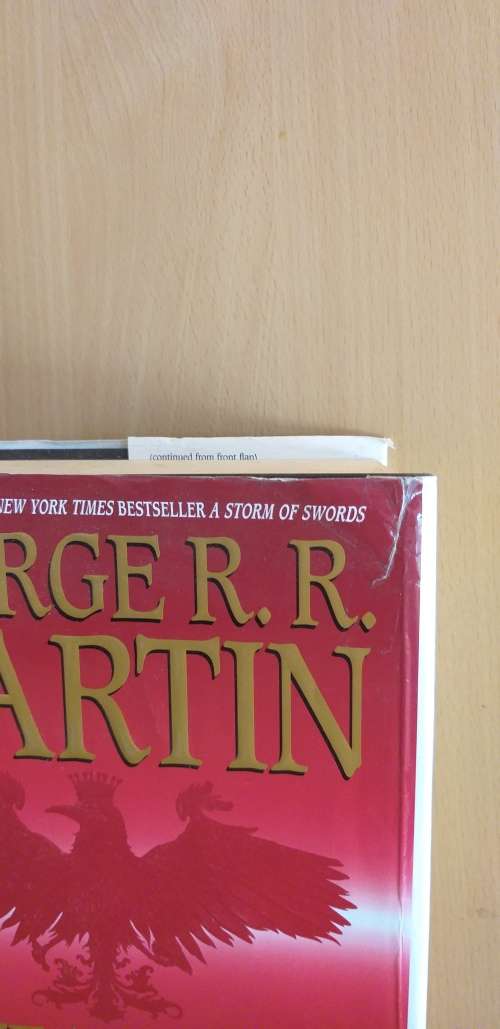 (continued from front flap)
NEW YORK TIMES BESTSELLER A STORM OF SWORDS
RGE R. R.
ARTIN